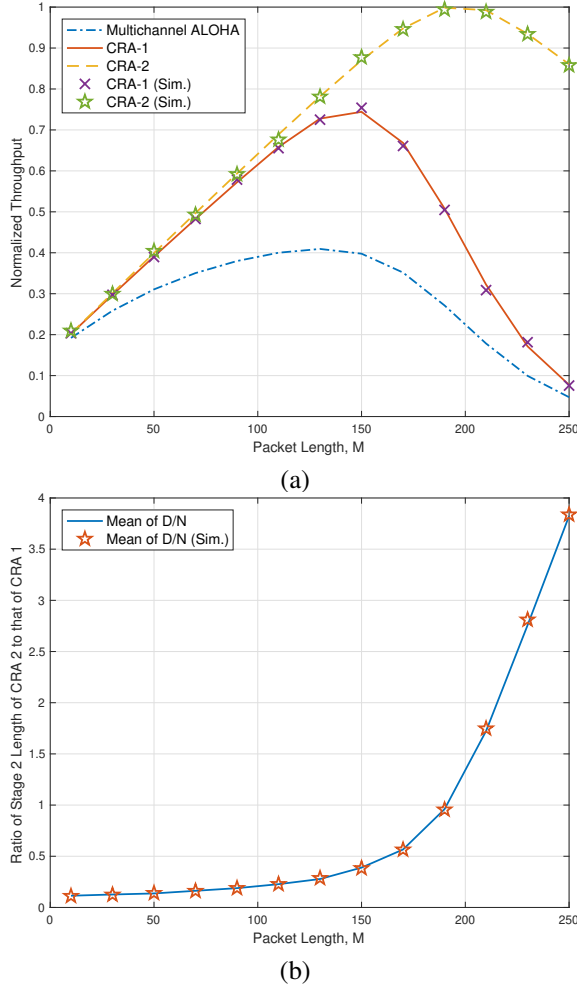 Normalized Throughput
1
0.9
0.8
0.7
0.6
0.5
0.4
0.3
0.2
0.1
0
Multichannel ALOHA
CRA-1
CRA-2
CRA-1 (Sim.)
CRA-2 (Sim.)
0 50 100 150 200 250
Packet Length, M
(a)
Ratio of Stage 2 Length of CRA 2 to that of CRA 1
4
3.5
3
2.5
2
1.5
1
0.5
0
Mean of D/N
Mean of D/N (Sim.)
0 50 100 150 200 250
Packet Length, M
(b)